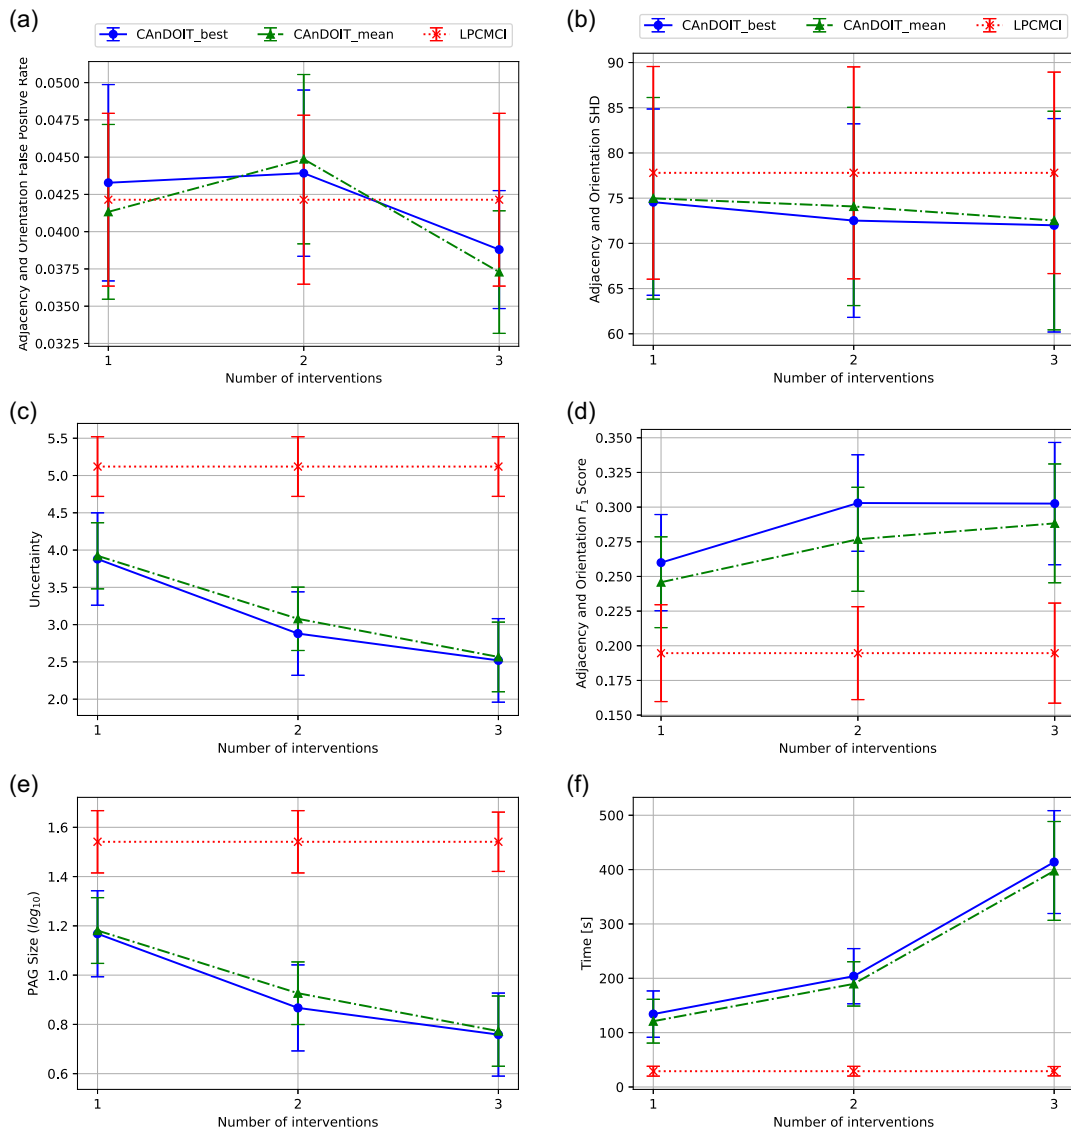 (a)
CAnDOIT_best CAnDOIT_mean LPCMCI
Adjacency and Orientation False Positive Rate
0.0500
0.0475
0.0450
0.0425
0.0400
0.0375
0.0350
0.0325
1 2 3
Number of interventions
(b)
CAnDOIT_best CAnDOIT_mean LPCMCI
Adjacency and Orientation SHD
90
85
80
75
70
65
60
1 2 3
Number of interventions
(c)
Uncertainty
5.5
5.0
4.5
4.0
3.5
3.0
2.5
2.0
1 2 3
Number of interventions
(d)
Adjacency and Orientation F₁ Score
0.350
0.325
0.300
0.275
0.250
0.225
0.200
0.175
0.150
1 2 3
Number of interventions
(e)
PAG Size (log₁₀)
1.6
1.4
1.2
1.0
0.8
0.6
1 2 3
Number of interventions
(f)
Time [s]
500
400
300
200
100
0
1 2 3
Number of interventions